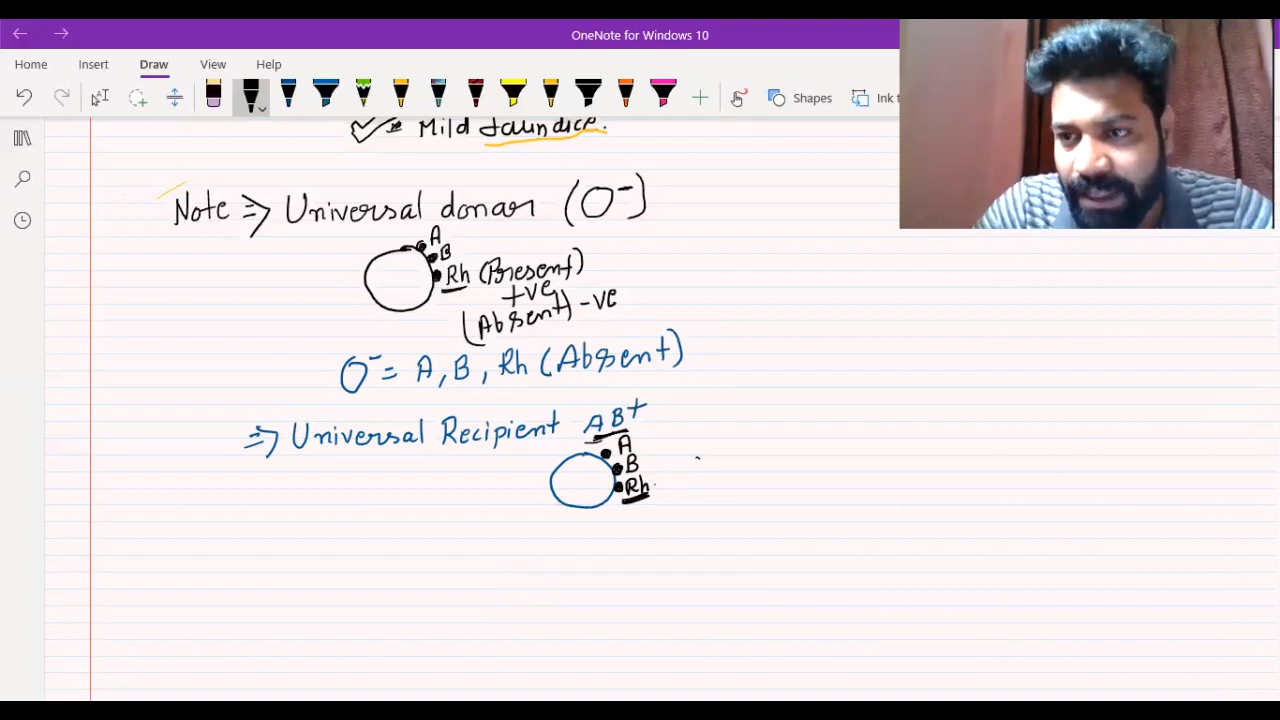 OneNote for Windows 10
Home Insert Draw View Help
Shapes Ink t
Mild Jaundice.
Note => Universal donar (O-)
A
B
Rh (Present)
+ve
(Absent) -ve
O- = A, B, Rh (Absent)
=> Universal Recipient AB+
A
B
Rh